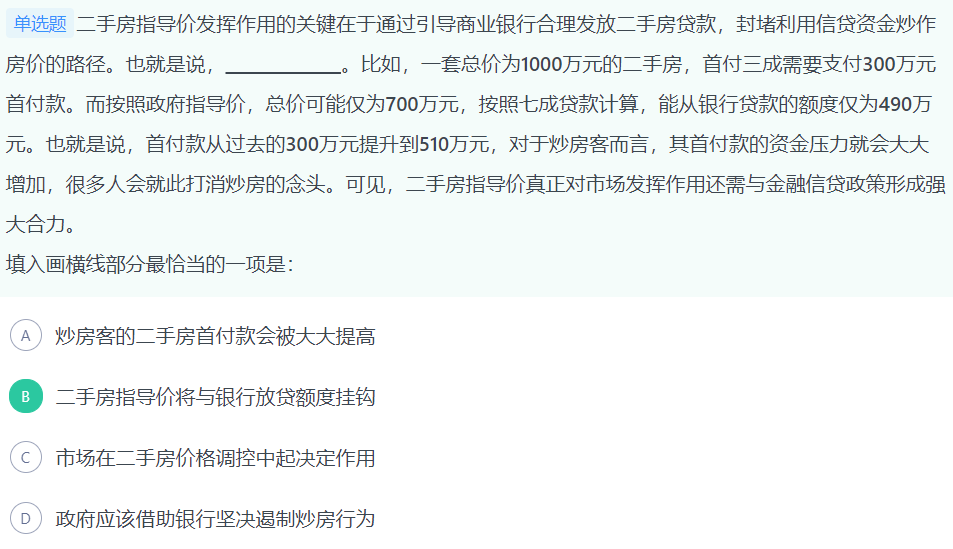 单选题 二手房指导价发挥作用的关键在于通过引导商业银行合理发放二手房贷款，封堵利用信贷资金炒作
房价的路径。也就是说，____________。比如，一套总价为1000万元的二手房，首付三成需要支付300万元
首付款。而按照政府指导价，总价可能仅为700万元，按照七成贷款计算，能从银行贷款的额度仅为490万
元。也就是说，首付款从过去的300万元提升到510万元，对于炒房客而言，其首付款的资金压力就会大大
增加，很多人会就此打消炒房的念头。可见，二手房指导价真正对市场发挥作用还需与金融信贷政策形成强
大合力。
填入画横线部分最恰当的一项是：
A 炒房客的二手房首付款会被大大提高
B 二手房指导价将与银行放贷额度挂钩
C 市场在二手房价格调控中起决定作用
D 政府应该借助银行坚决遏制炒房行为